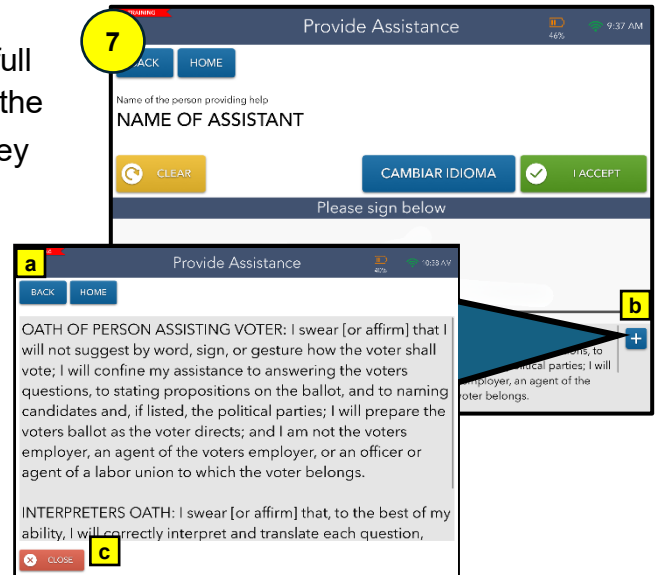 full
the
ey
7
TRAINING
Provide Assistance
46%
9:37 AM
BACK
HOME
Name of the person providing help
NAME OF ASSISTANT
CLEAR
CAMBIAR IDIOMA
I ACCEPT
Please sign below
b
+
to
political parties; I will
employer, an agent of the
voter belongs.
a
Provide Assistance
40%
10:38 AM
BACK
HOME
OATH OF PERSON ASSISTING VOTER: I swear [or affirm] that I
will not suggest by word, sign, or gesture how the voter shall
vote; I will confine my assistance to answering the voters
questions, to stating propositions on the ballot, and to naming
candidates and, if listed, the political parties; I will prepare the
voters ballot as the voter directs; and I am not the voters
employer, an agent of the voters employer, or an officer or
agent of a labor union to which the voter belongs.
INTERPRETERS OATH: I swear [or affirm] that, to the best of my
ability, I will correctly interpret and translate each question,
CLOSE
c